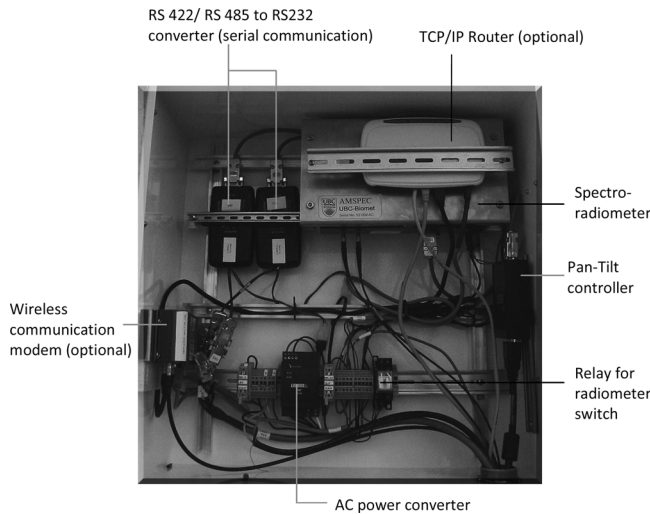 RS 422/ RS 485 to RS232
converter (serial communication)
TCP/IP Router (optional)
Spectro-
radiometer
Pan-Tilt
controller
Wireless
communication
modem (optional)
Relay for
radiometer
switch
AC power converter
UBC
AMSPEC
UBC-Biomet